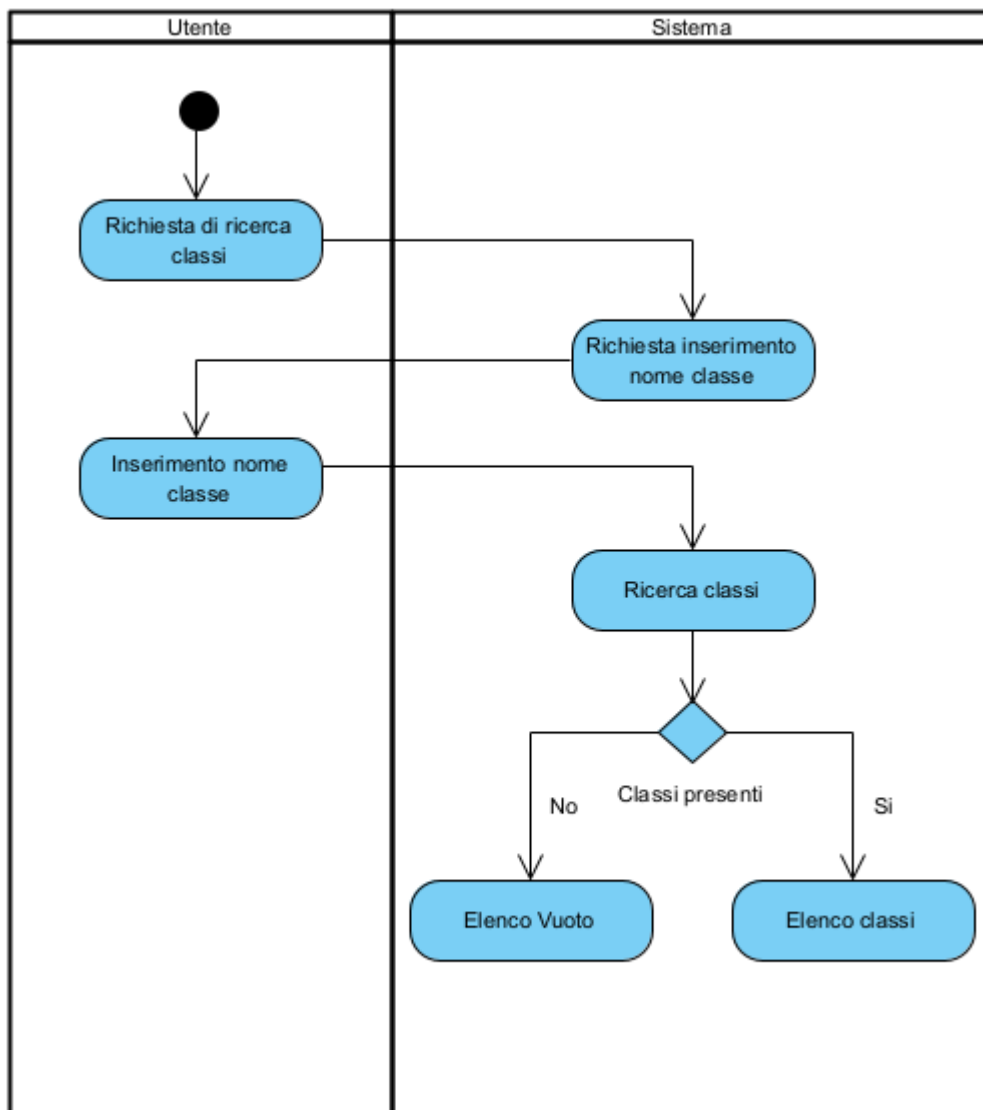 Utente
Sistema
Richiesta di ricerca
classi
Richiesta inserimento
nome classe
Inserimento nome
classe
Ricerca classi
Classi presenti
No
Si
Elenco Vuoto
Elenco classi